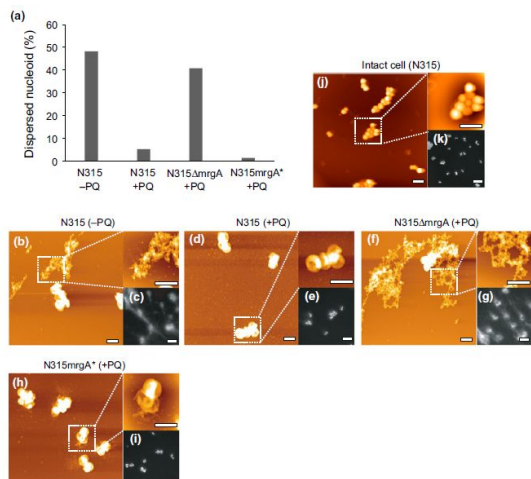 (a)
Dispersed nucleoid (%)
60
50
40
30
20
10
0
N315
–PQ
N315
+PQ
N315ΔmrgA
+PQ
N315mrgA*
+PQ
Intact cell (N315)
(j)
(k)
N315 (–PQ)
(b)
(c)
N315 (+PQ)
(d)
(e)
N315ΔmrgA (+PQ)
(f)
(g)
N315mrgA* (+PQ)
(h)
(i)